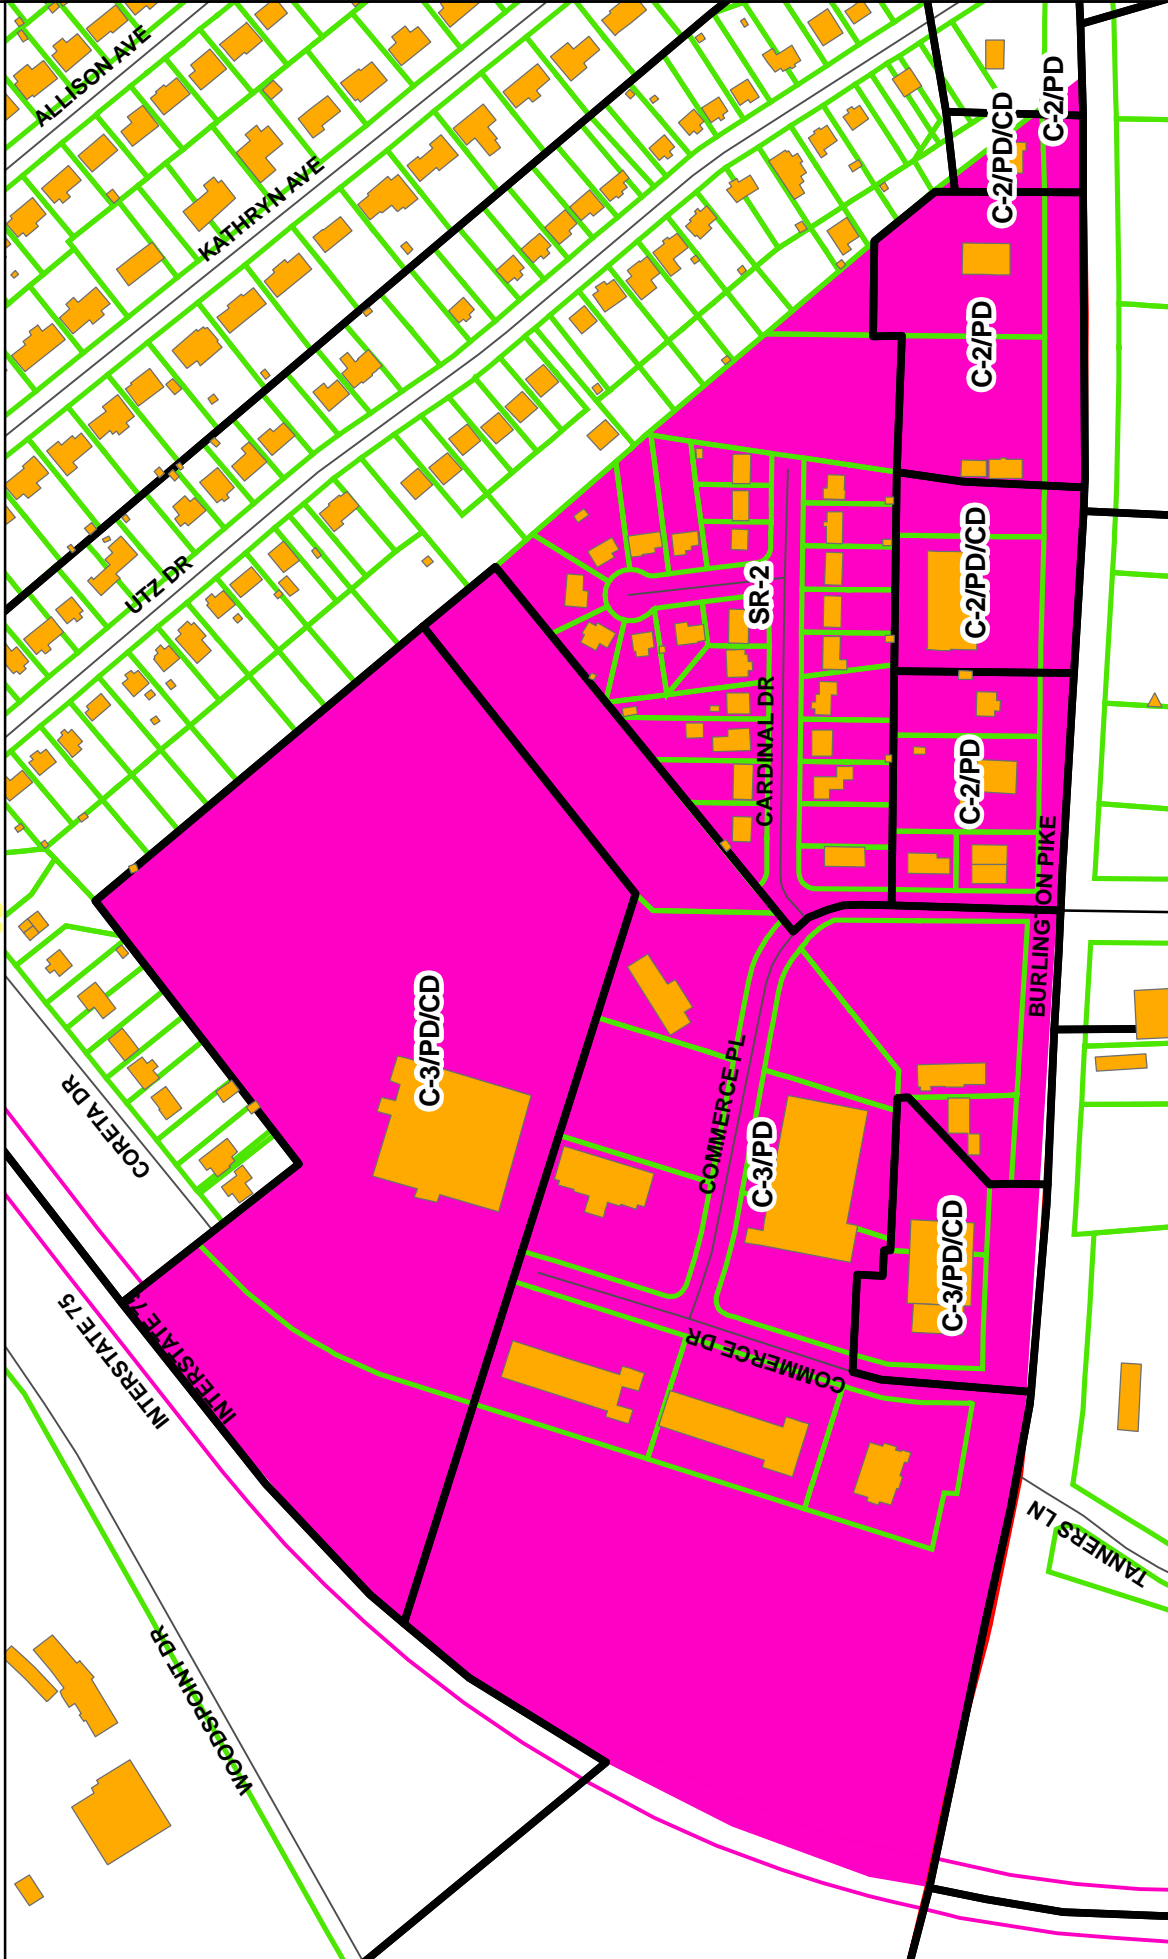 ALLISON AVE
KATHRYN AVE
C-2/PD
C-2/PD/CD
C-2/PD
UTZ DR
SR-2
C-2/PD/CD
CARDINAL DR
C-2/PD
BURLINGTON PIKE
C-3/PD/CD
CORETA DR
COMMERCE PL
C-3/PD
C-3/PD/CD
INTERSTATE 75
INTERSTATE 75
COMMERCE DR
TANNERS LN
WOODSPOINT DR